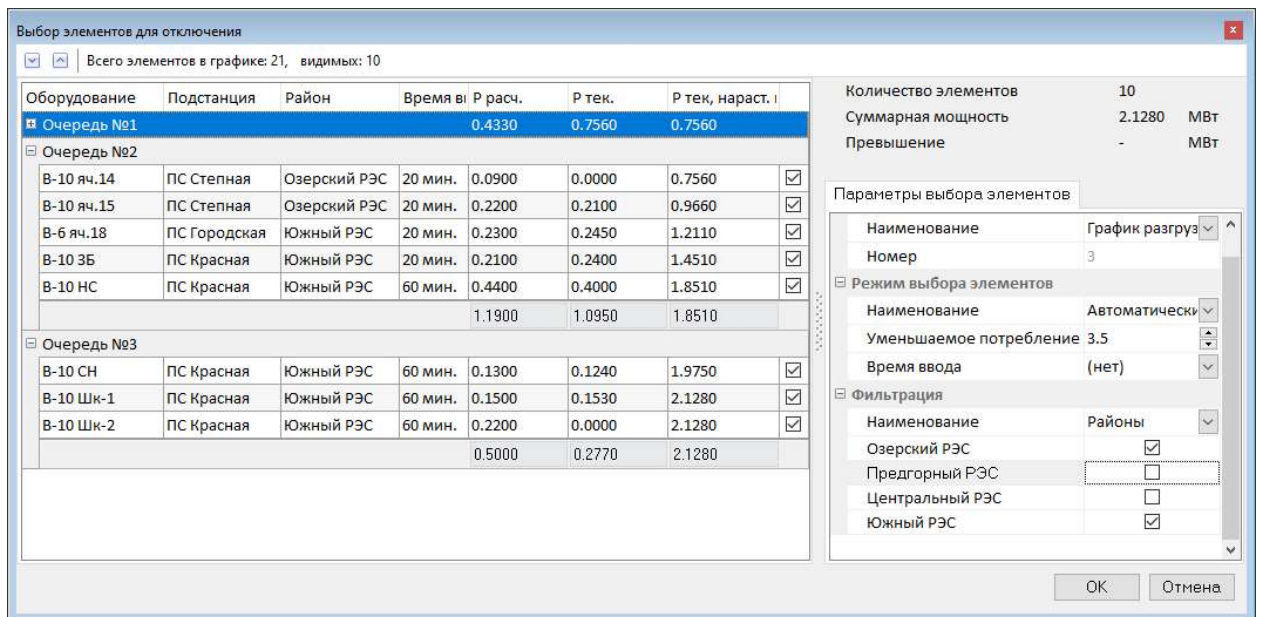 Выбор элементов для отключения
Всего элементов в графике: 21, видимых: 10
Оборудование Подстанция Район Время в Р расч. Р тек. Р тек, нараст.
Очередь №1 0.4330 0.7560 0.7560
Очередь №2
В-10 яч.14 ПС Степная Озерский РЭС 20 мин. 0.0900 0.0000 0.7560
В-10 яч.15 ПС Степная Озерский РЭС 20 мин. 0.2200 0.2100 0.9660
В-6 яч.18 ПС Городская Южный РЭС 20 мин. 0.2300 0.2450 1.2110
В-10 3Б ПС Красная Южный РЭС 20 мин. 0.2100 0.2400 1.4510
В-10 НС ПС Красная Южный РЭС 60 мин. 0.4400 0.4000 1.8510
1.1900 1.0950 1.8510
Очередь №3
В-10 СН ПС Красная Южный РЭС 60 мин. 0.1300 0.1240 1.9750
В-10 Шк-1 ПС Красная Южный РЭС 60 мин. 0.1500 0.1530 2.1280
В-10 Шк-2 ПС Красная Южный РЭС 60 мин. 0.2200 0.0000 2.1280
0.5000 0.2770 2.1280
Количество элементов 10
Суммарная мощность 2.1280 МВт
Превышение - МВт
Параметры выбора элементов
Наименование График разгруз
Номер 3
Режим выбора элементов
Наименование Автоматически
Уменьшаемое потребление 3.5
Время ввода (нет)
Фильтрация
Наименование Районы
Озерский РЭС
Предгорный РЭС
Центральный РЭС
Южный РЭС
OK Отмена